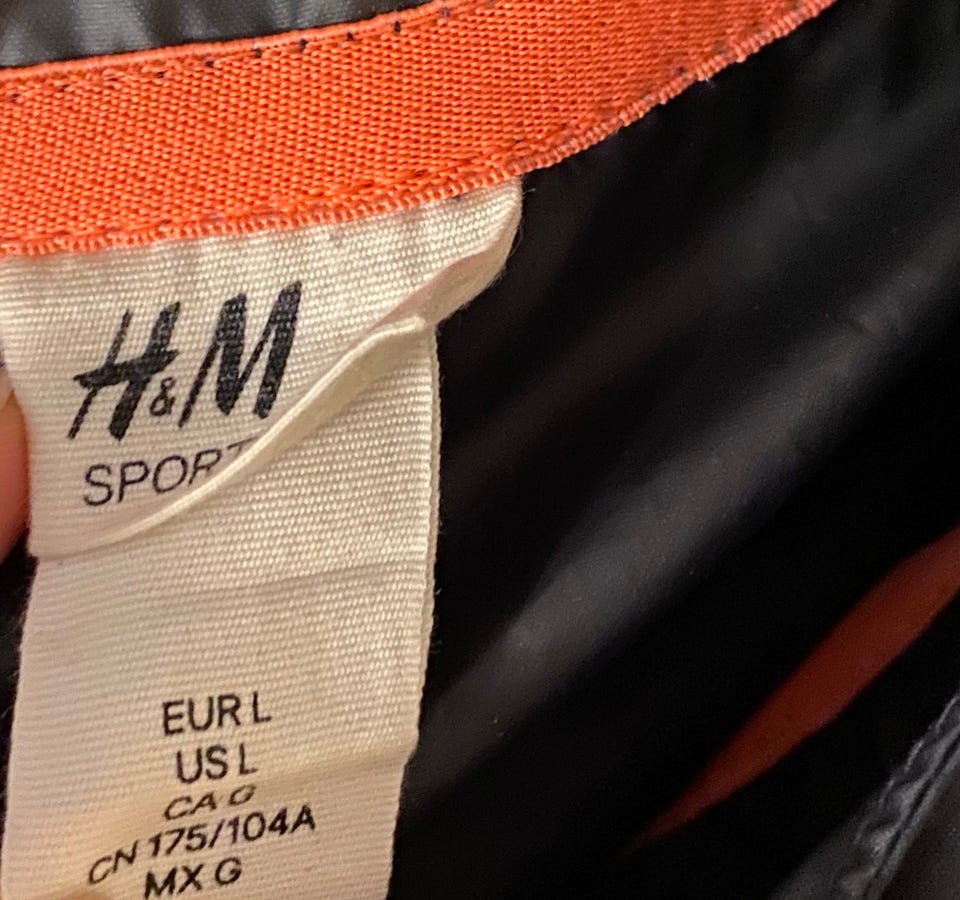 H&M
SPORT
EUR L
US L
CA G
CN 175/104A
MX G